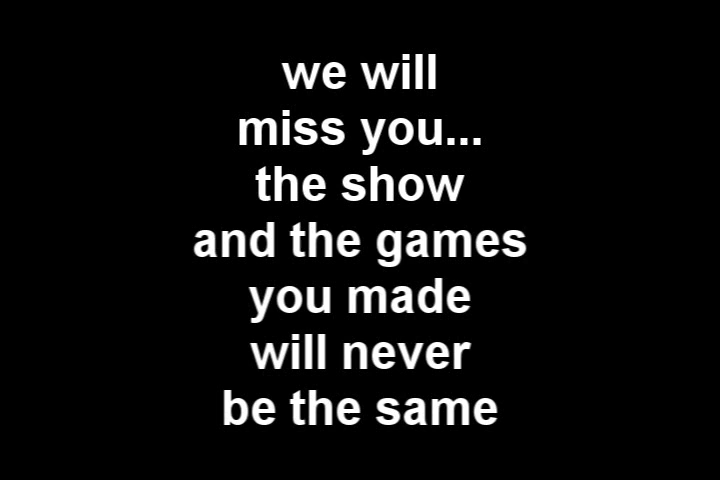 we will
miss you...
the show
and the games
you made
will never
be the same